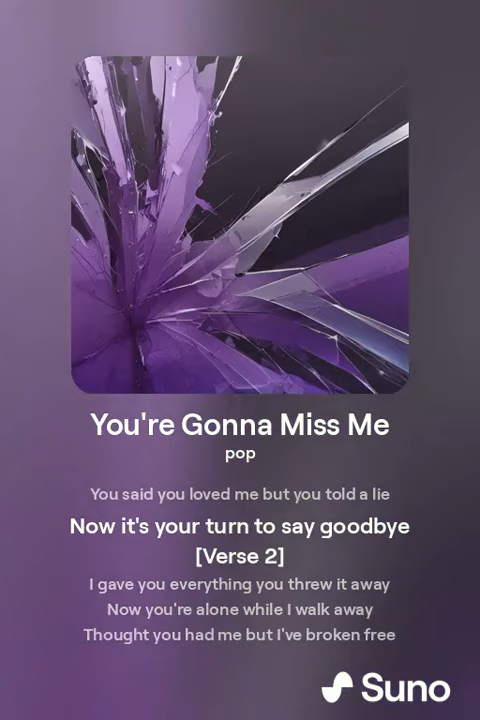 You're Gonna Miss Me
pop
You said you loved me but you told a lie
Now it's your turn to say goodbye
[Verse 2]
I gave you everything you threw it away
Now you're alone while I walk away
Thought you had me but I've broken free
Suno